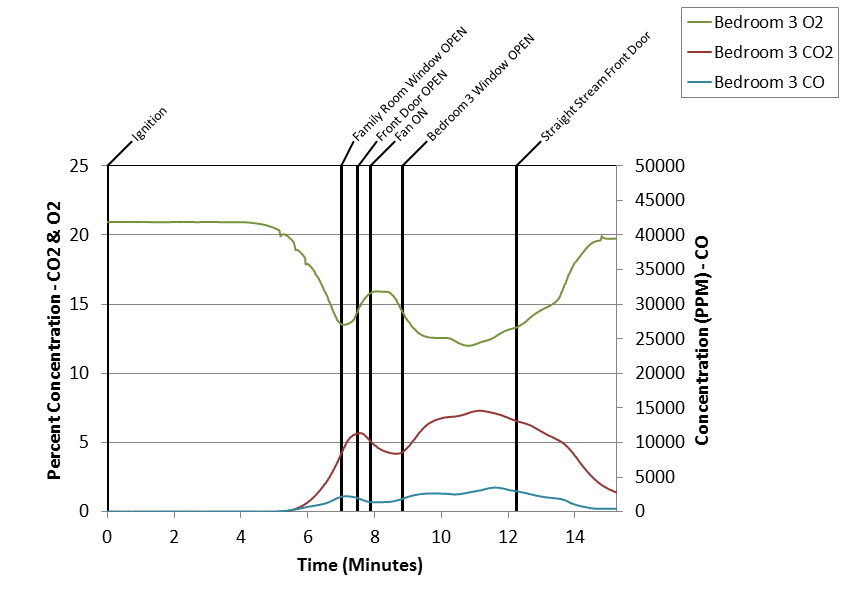 Bedroom 3 O2
Bedroom 3 CO2
Bedroom 3 CO
Ignition
Family Room Window OPEN
Front Door OPEN
Fan ON
Bedroom 3 Window OPEN
Straight Stream Front Door
Percent Concentration - CO2 & O2
25
20
15
10
5
0
50000
45000
40000
35000
30000
25000
20000
15000
10000
5000
0
Concentration (PPM) - CO
0 2 4 6 8 10 12 14
Time (Minutes)